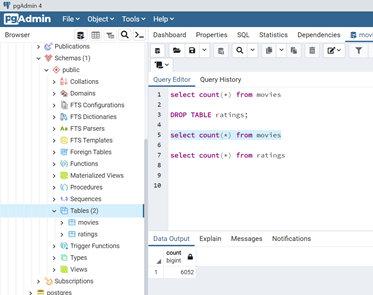 pgAdmin 4
pgAdmin File Object Tools Help
Browser
Dashboard Properties SQL Statistics Dependencies
Publications
Schemas (1)
public
Collations
Domains
FTS Configurations
FTS Dictionaries
FTS Parsers
FTS Templates
Foreign Tables
Functions
Materialized Views
Procedures
1..3 Sequences
Tables (2)
movies
ratings
Trigger Functions
Types
Views
Subscriptions
postgres
Query Editor Query History
1 select count(*) from movies
2
3 DROP TABLE ratings;
4
5 select count(*) from movies
6
7 select count(*) from ratings
8
9
10
Data Output Explain Messages Notifications
count
bigint
1 6052